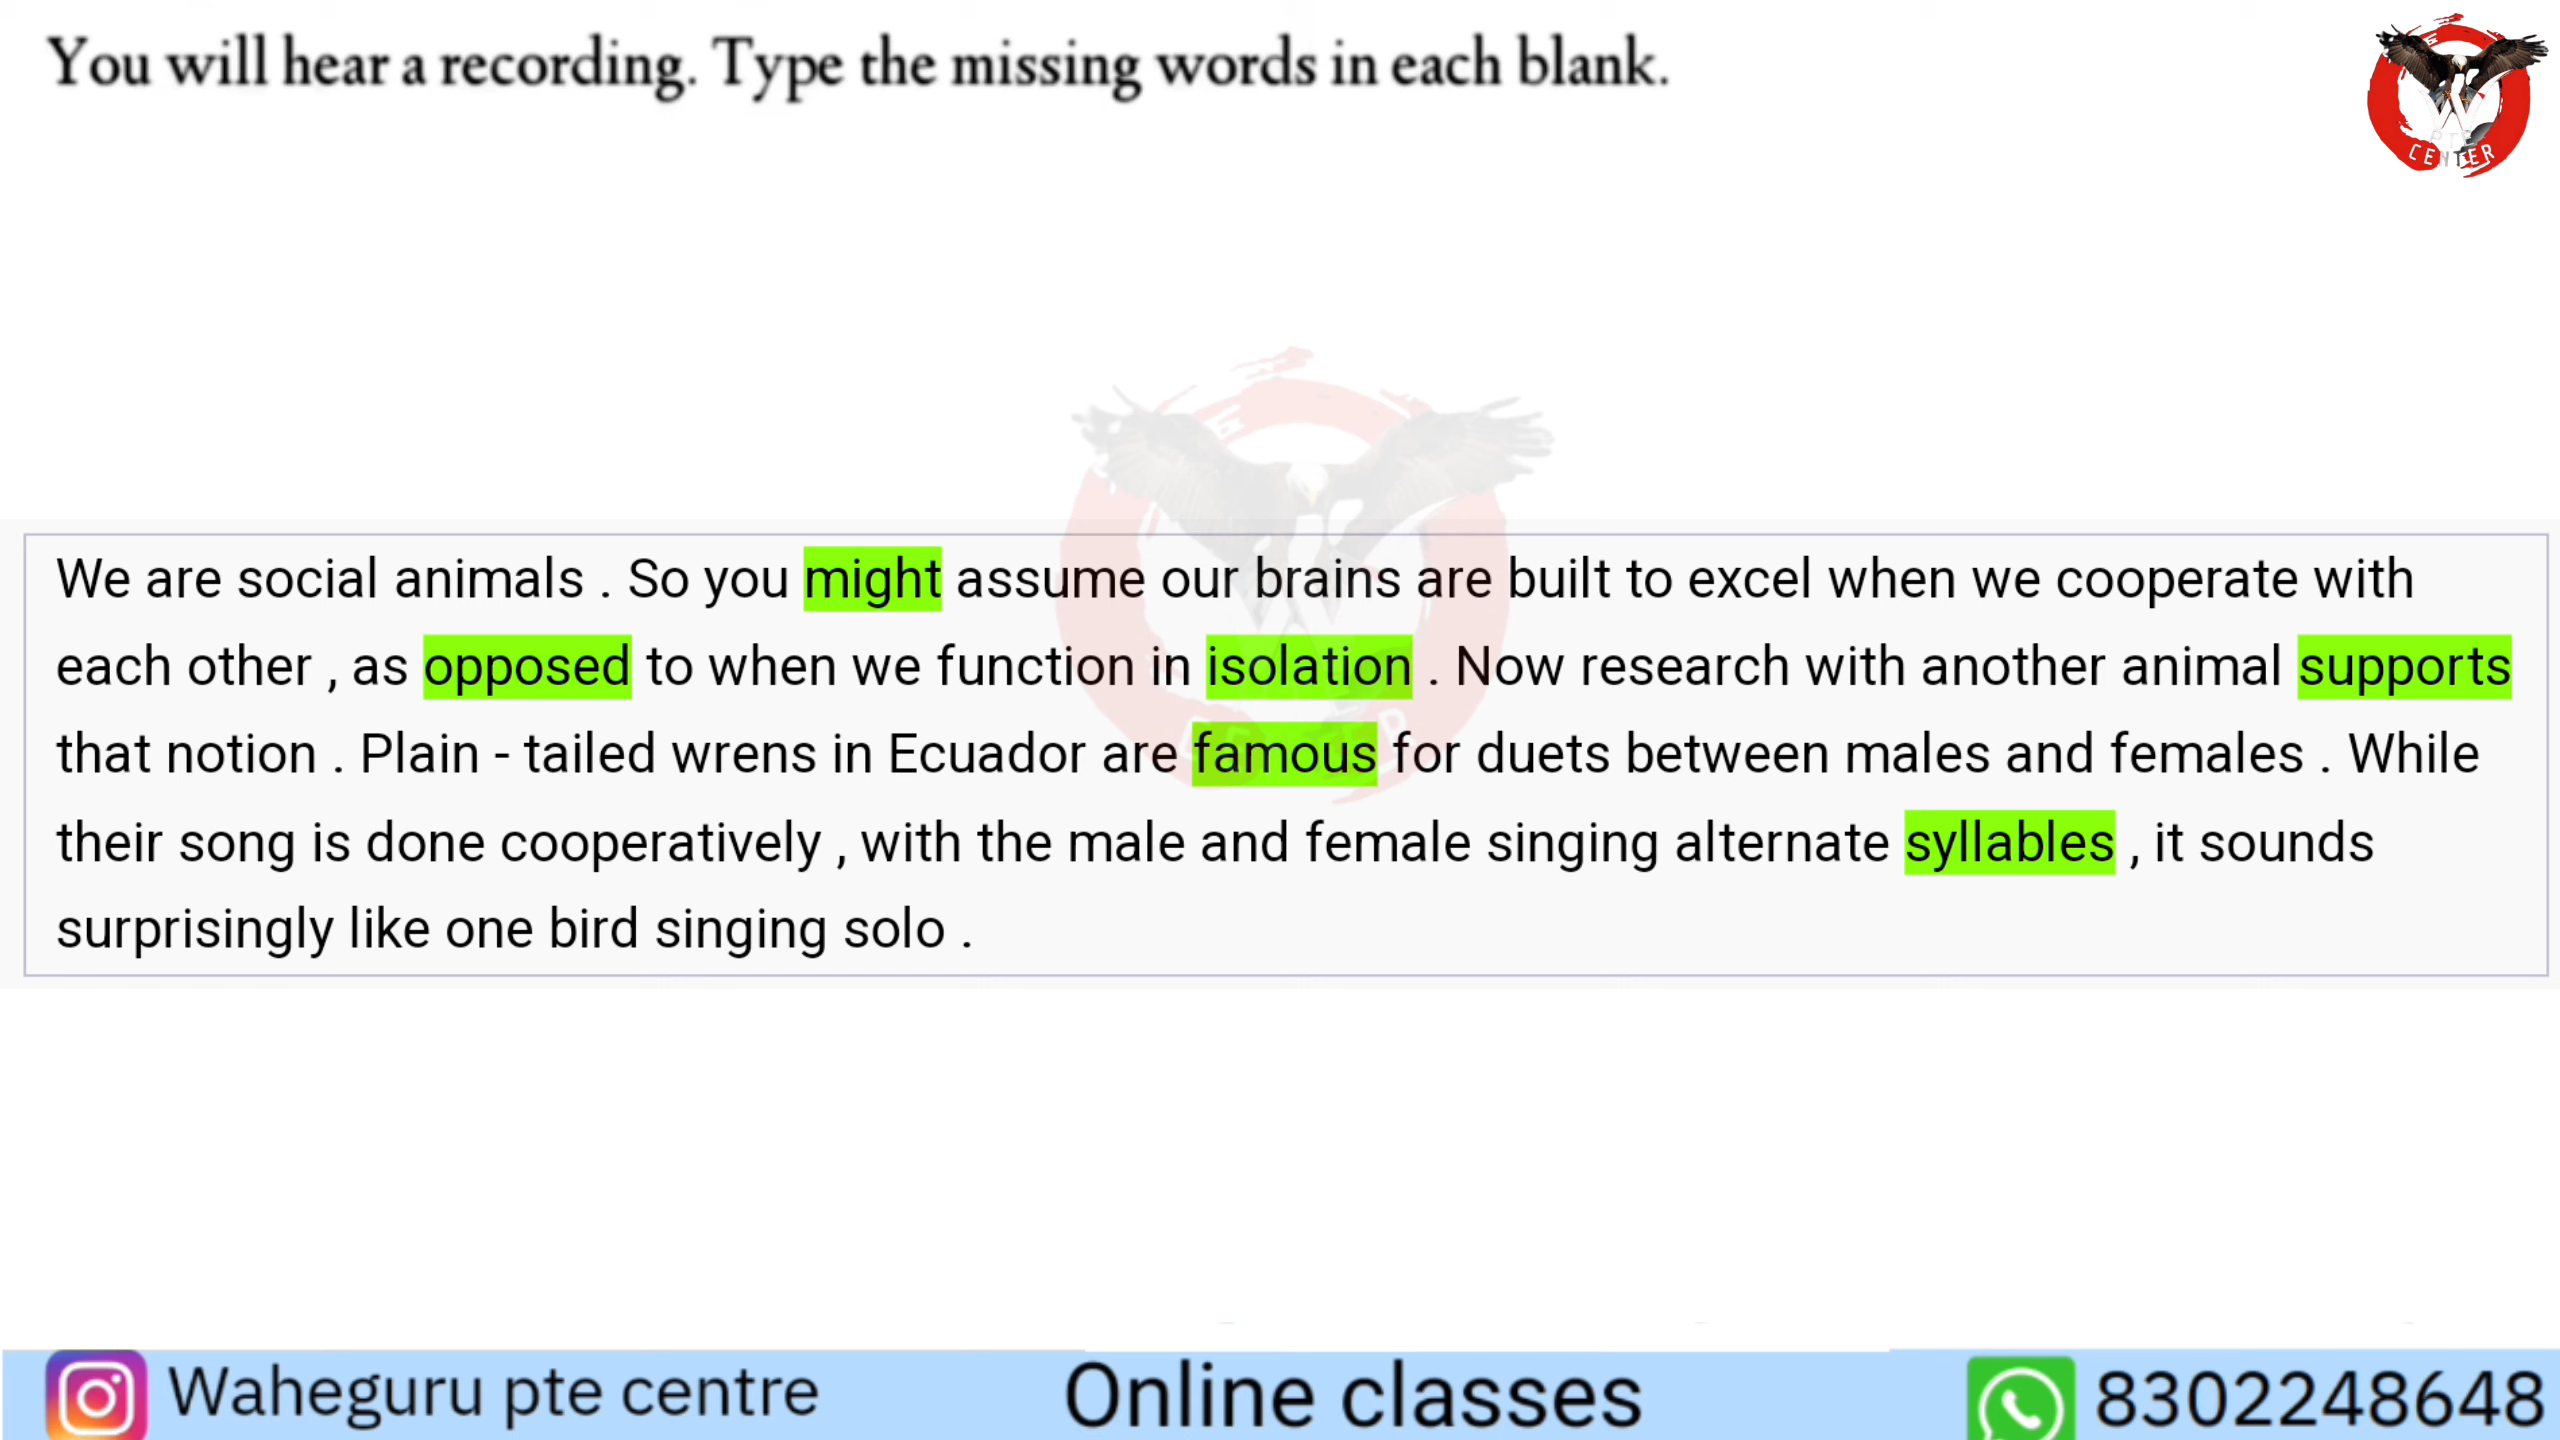 You will hear a recording. Type the missing words in each blank.
CENTER
We are social animals . So you might assume our brains are built to excel when we cooperate with
each other , as opposed to when we function in isolation . Now research with another animal supports
that notion . Plain - tailed wrens in Ecuador are famous for duets between males and females . While
their song is done cooperatively , with the male and female singing alternate syllables , it sounds
surprisingly like one bird singing solo .
Waheguru pte centre
Online classes
8302248648